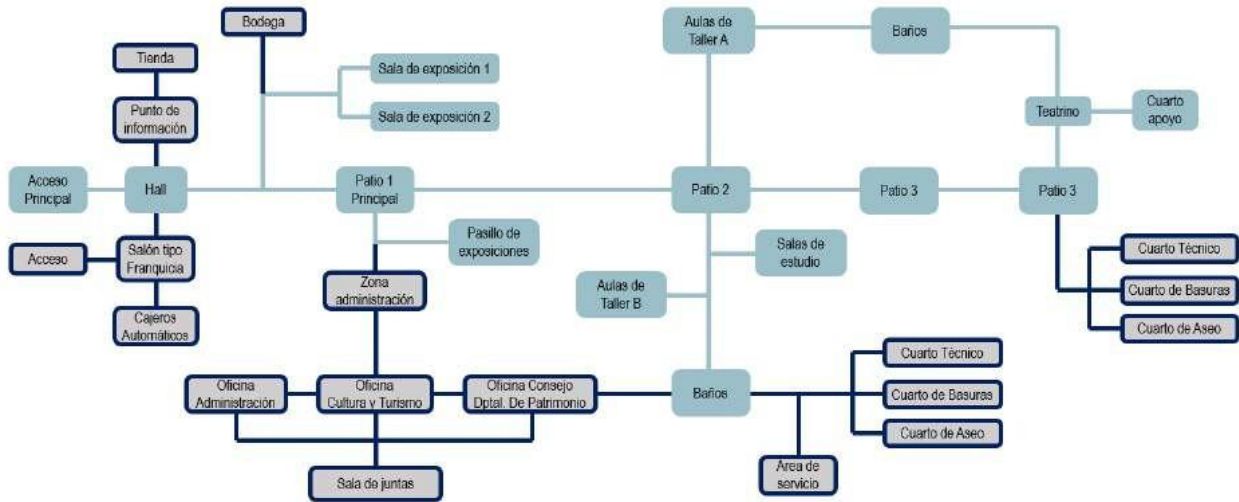 Bodega
Aulas de
Taller A
Baños
Tienda
Sala de exposición 1
Punto de
información
Sala de exposición 2
Teatrino
Cuarto
apoyo
Acceso
Principal
Hall
Patio 1
Principal
Patio 2
Patio 3
Patio 3
Acceso
Salón tipo
Franquicia
Pasillo de
exposiciones
Salas de
estudio
Cuarto Técnico
Zona
administración
Aulas de
Taller B
Cuarto de Basuras
Cajeros
Automáticos
Cuarto de Aseo
Cuarto Técnico
Oficina
Administración
Oficina
Cultura y Turismo
Oficina Consejo
Dptal. De Patrimonio
Baños
Cuarto de Basuras
Cuarto de Aseo
Sala de juntas
Area de
servicio